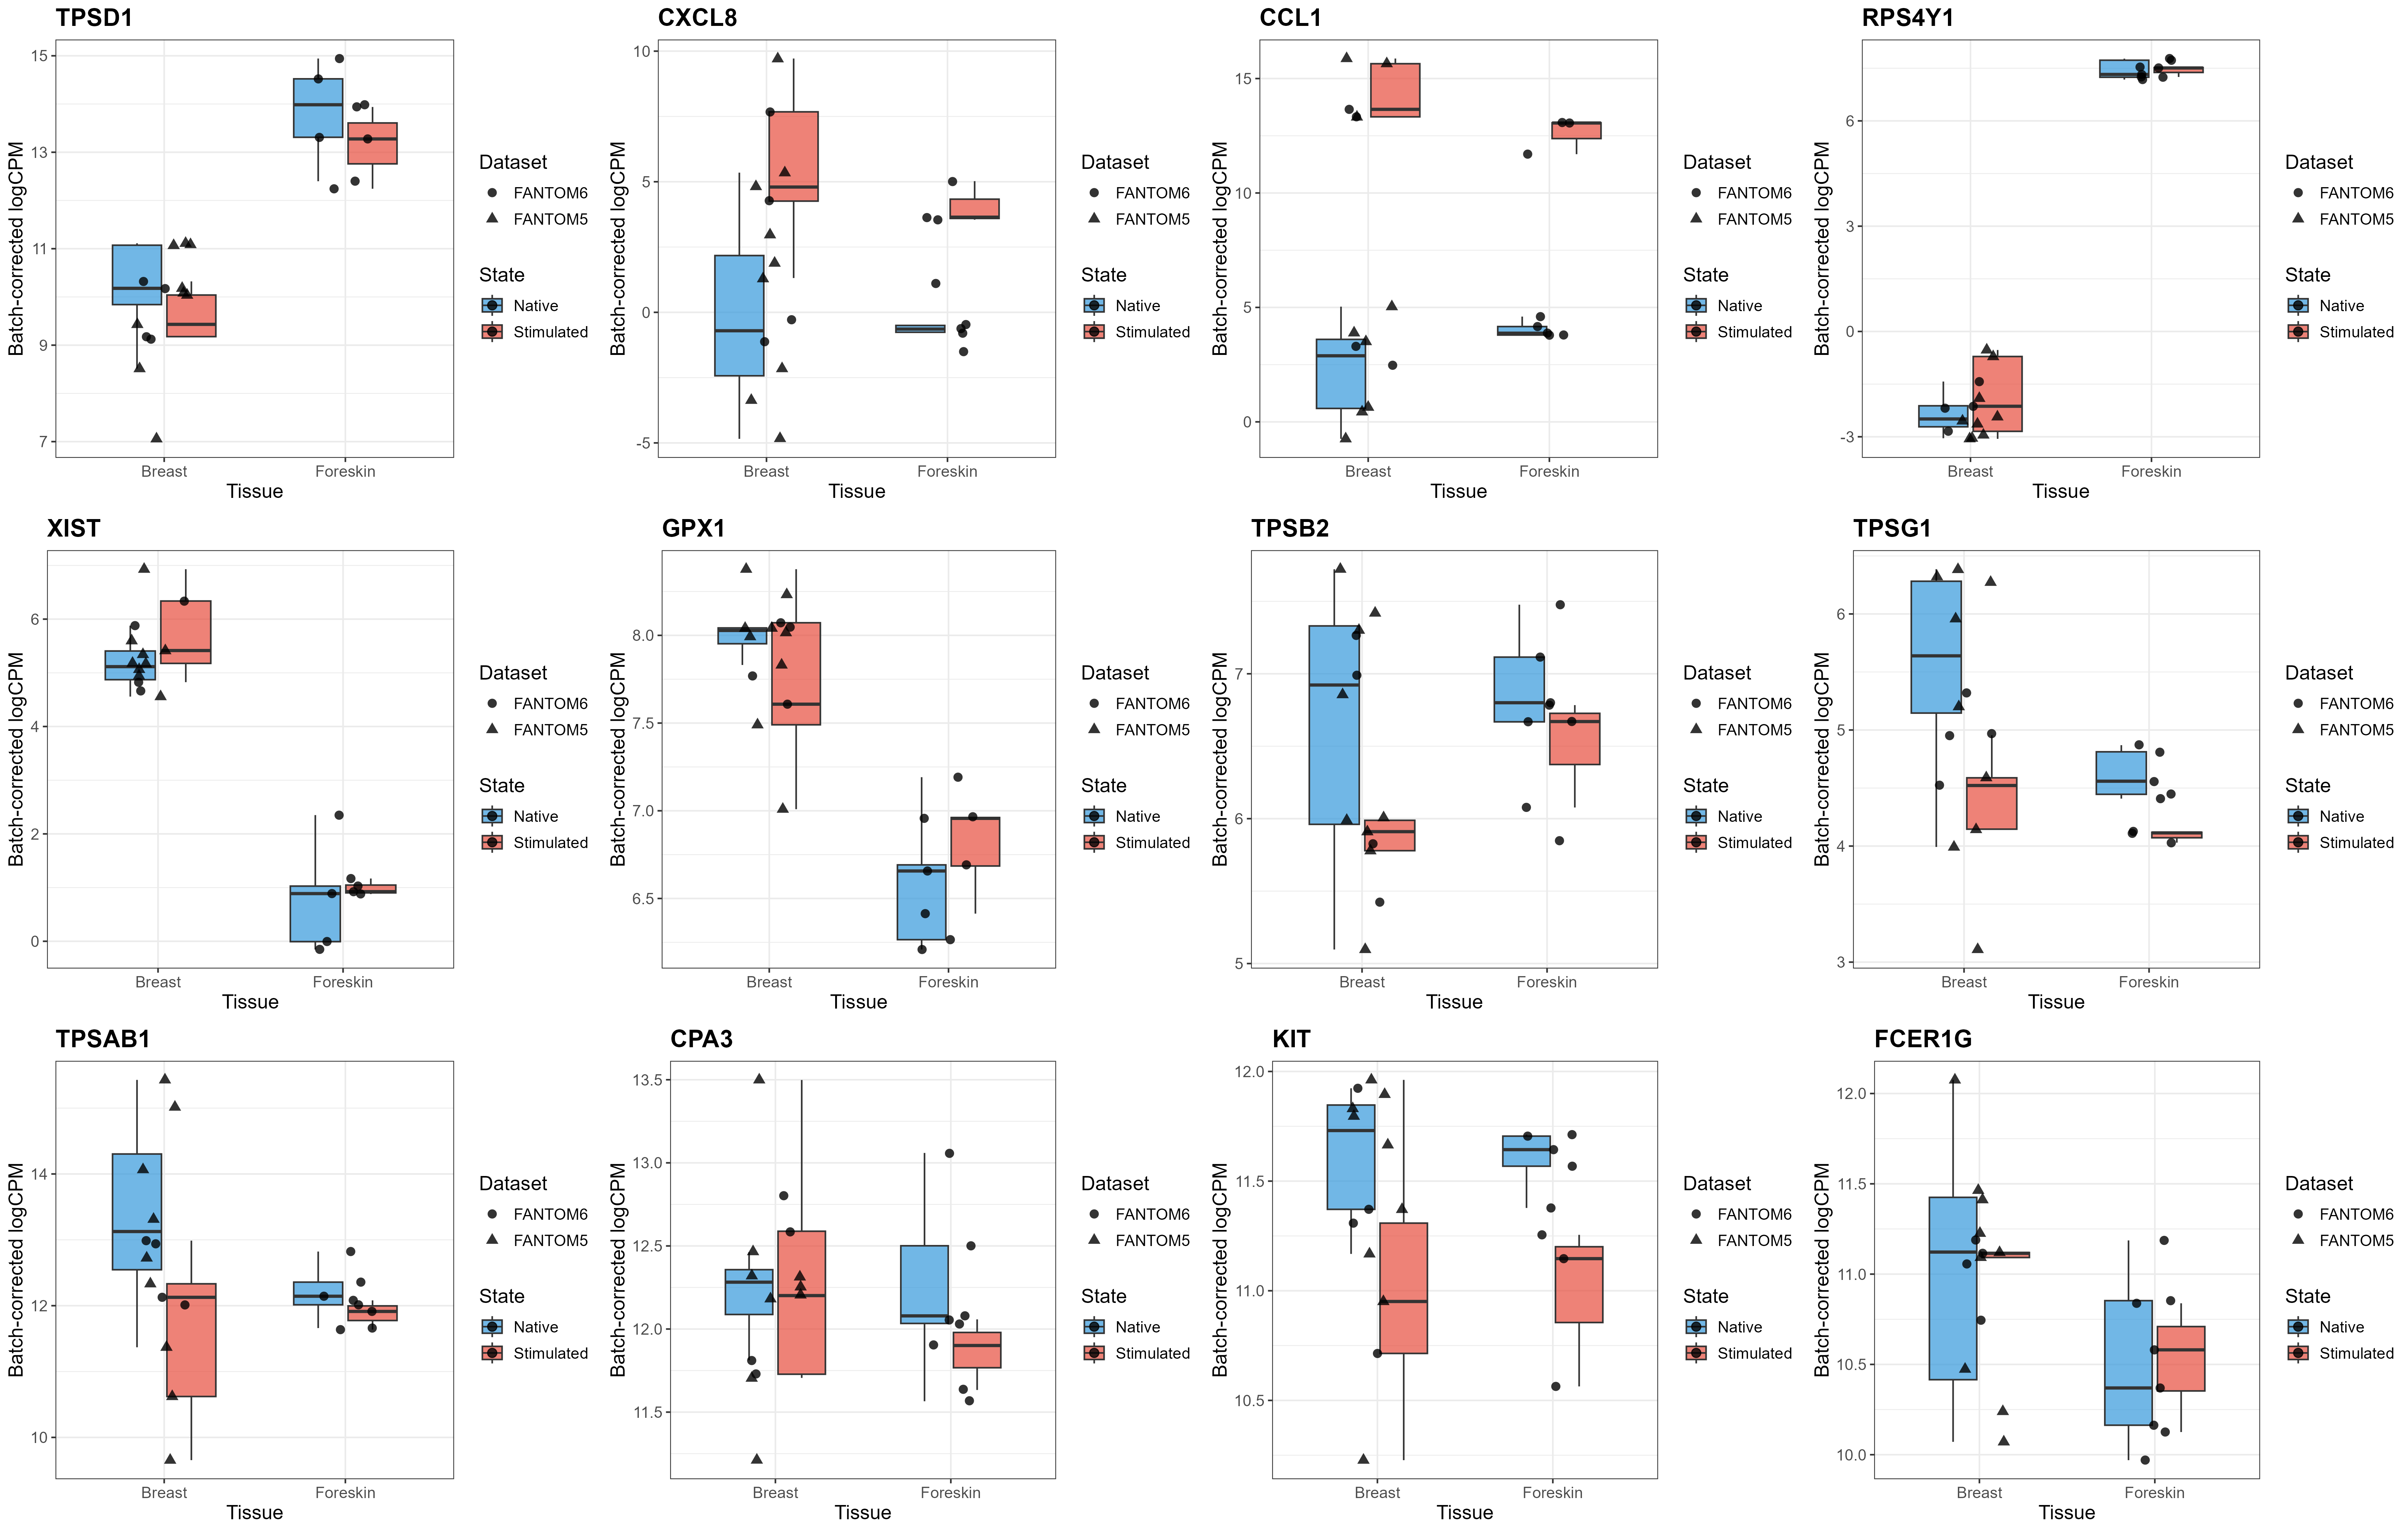 TPSD1
Batch-corrected logCPM
15
13
11
9
7
Breast
Foreskin
Tissue
Dataset
FANTOM6
FANTOM5
State
Native
Stimulated
CXCL8
Batch-corrected logCPM
10
5
0
-5
Breast
Foreskin
Tissue
Dataset
FANTOM6
FANTOM5
State
Native
Stimulated
CCL1
Batch-corrected logCPM
15
10
5
0
Breast
Foreskin
Tissue
Dataset
FANTOM6
FANTOM5
State
Native
Stimulated
RPS4Y1
Batch-corrected logCPM
6
3
0
-3
Breast
Foreskin
Tissue
Dataset
FANTOM6
FANTOM5
State
Native
Stimulated
XIST
Batch-corrected logCPM
6
4
2
0
Breast
Foreskin
Tissue
Dataset
FANTOM6
FANTOM5
State
Native
Stimulated
GPX1
Batch-corrected logCPM
8.0
7.5
7.0
6.5
Breast
Foreskin
Tissue
Dataset
FANTOM6
FANTOM5
State
Native
Stimulated
TPSB2
Batch-corrected logCPM
7
6
5
Breast
Foreskin
Tissue
Dataset
FANTOM6
FANTOM5
State
Native
Stimulated
TPSG1
Batch-corrected logCPM
6
5
4
3
Breast
Foreskin
Tissue
Dataset
FANTOM6
FANTOM5
State
Native
Stimulated
TPSAB1
Batch-corrected logCPM
14
12
10
Breast
Foreskin
Tissue
Dataset
FANTOM6
FANTOM5
State
Native
Stimulated
CPA3
Batch-corrected logCPM
13.5
13.0
12.5
12.0
11.5
Breast
Foreskin
Tissue
Dataset
FANTOM6
FANTOM5
State
Native
Stimulated
KIT
Batch-corrected logCPM
12.0
11.5
11.0
10.5
Breast
Foreskin
Tissue
Dataset
FANTOM6
FANTOM5
State
Native
Stimulated
FCER1G
Batch-corrected logCPM
12.0
11.5
11.0
10.5
10.0
Breast
Foreskin
Tissue
Dataset
FANTOM6
FANTOM5
State
Native
Stimulated